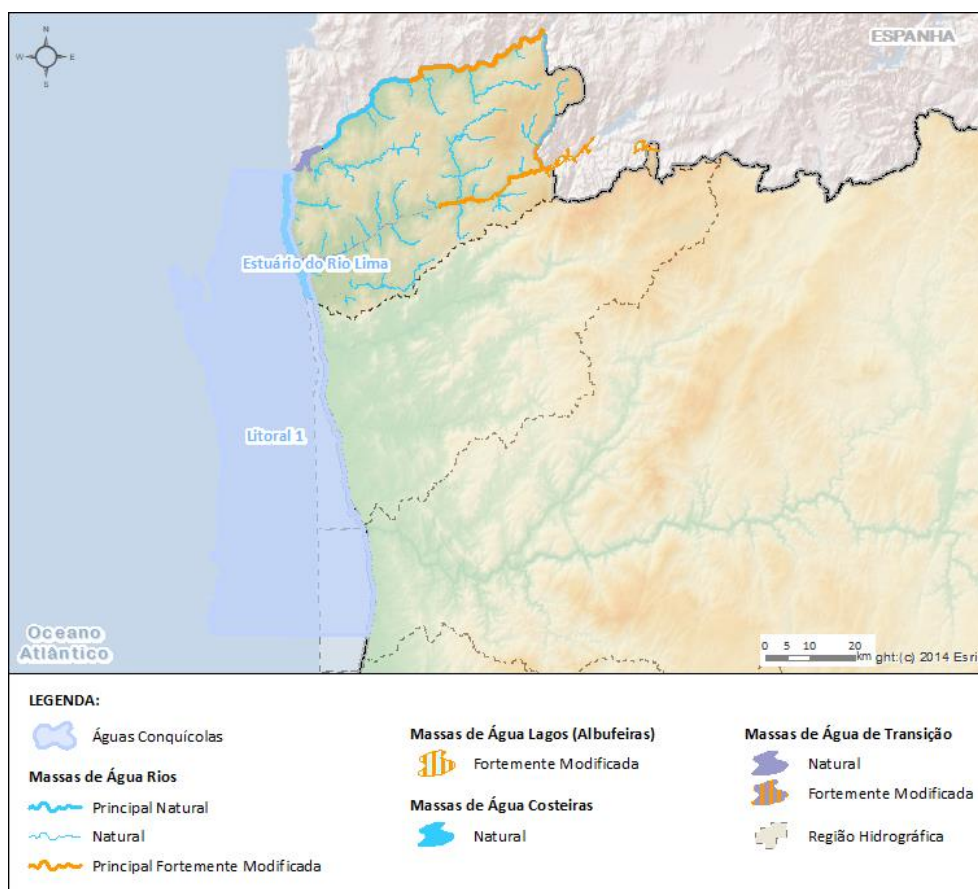 N
W E
S
ESPANHA
Estuário do Rio Lima
Litoral 1
Oceano
Atlântico
0 5 10 20
km
ght:(c) 2014 Esri
LEGENDA:
Águas Conquícolas
Massas de Água Rios
Principal Natural
Natural
Principal Fortemente Modificada
Massas de Água Lagos (Albufeiras)
Fortemente Modificada
Massas de Água Costeiras
Natural
Massas de Água de Transição
Natural
Fortemente Modificada
Região Hidrográfica